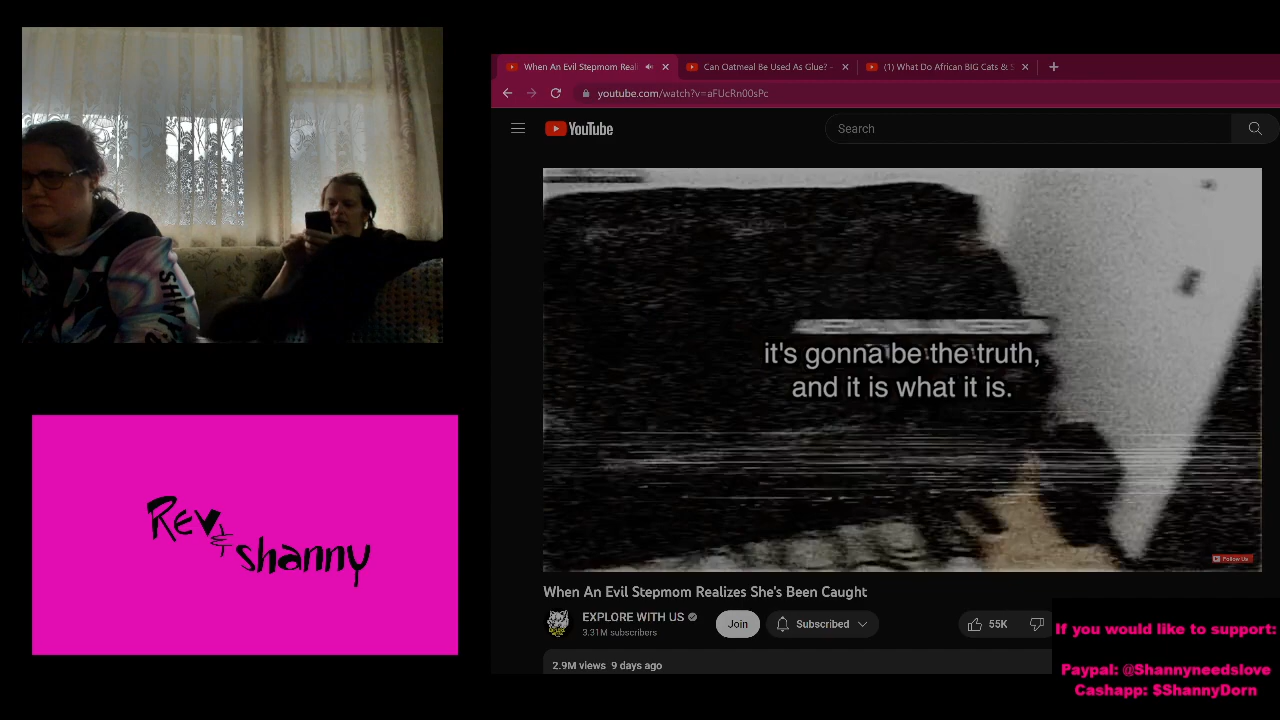 When An Evil Stepmom Reali
Can Oatmeal Be Used As Glue? -
(1) What Do African BIG Cats & S
youtube.com/watch?v=aFUcRn00sPc
YouTube
Search
it's gonna be the truth,
and it is what it is.
Follow Us
When An Evil Stepmom Realizes She's Been Caught
EXPLORE WITH US
3.31M subscribers
Join
Subscribed
55K
2.9M views 9 days ago
Rev
&
shanny
If you would like to support:
Paypal: @Shannyneedslove
Cashapp: $ShannyDorn